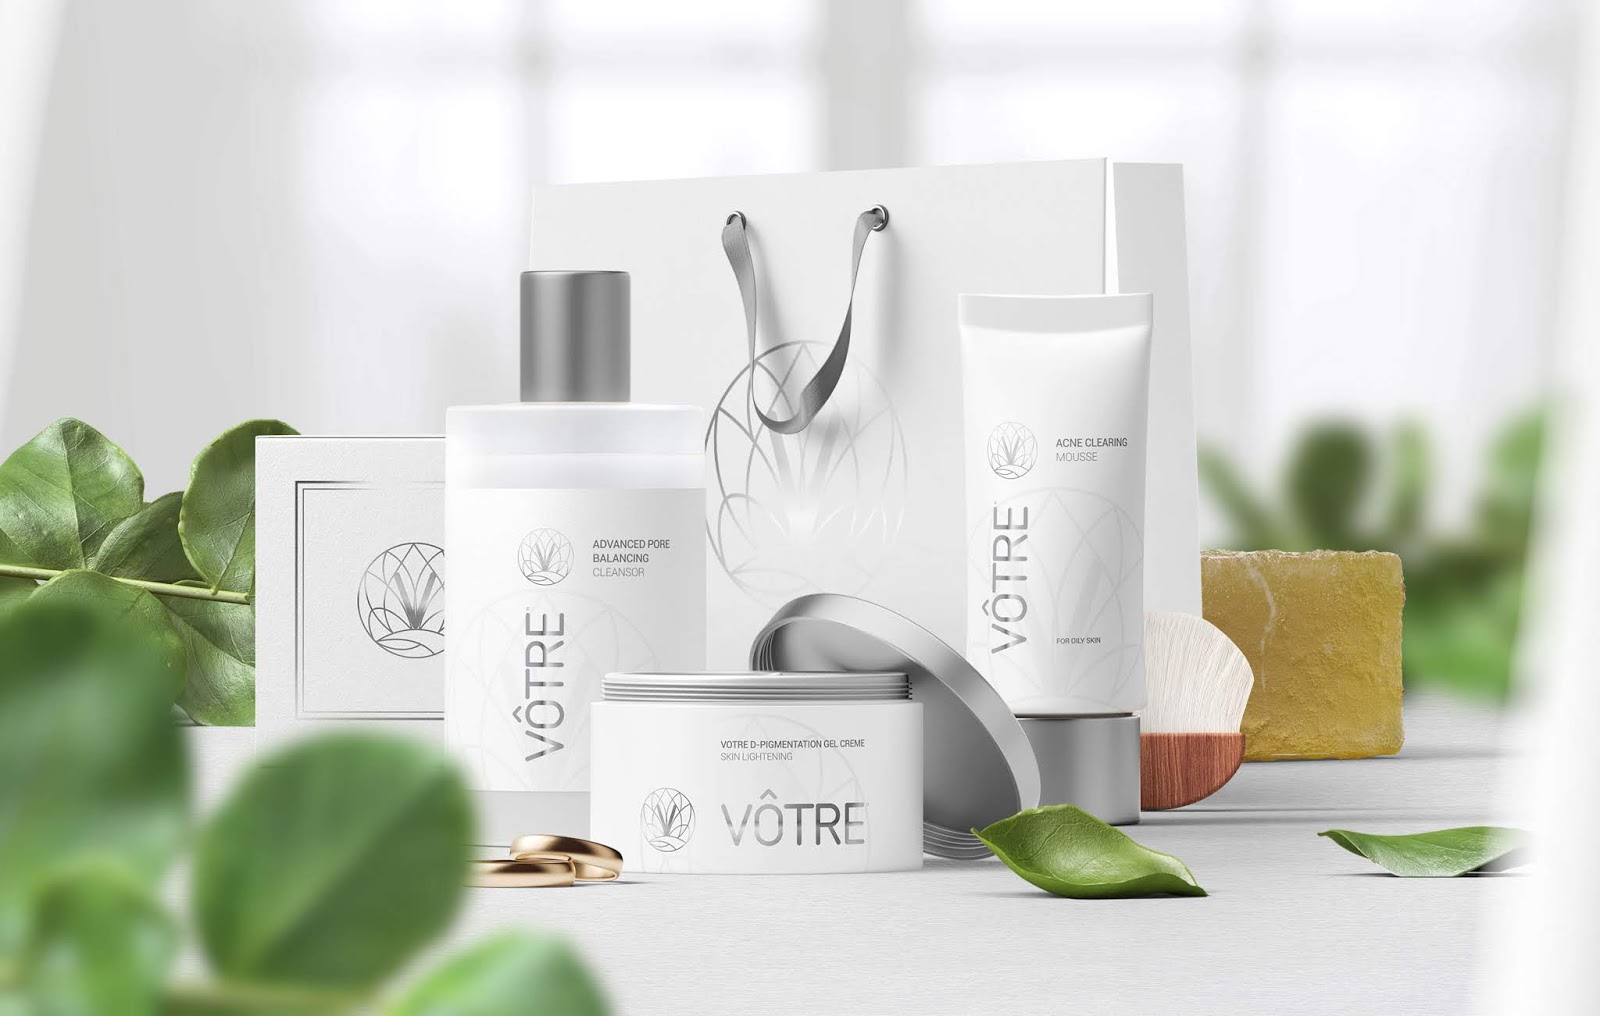 ADVANCED PORE
BALANCING
CLEANSOR
VÔTRE
VOTRE D-PIGMENTATION GEL CREME
SKIN LIGHTENING
VÔTRE
ACNE CLEARING
MOUSSE
VÔTRE
FOR OILY SKIN